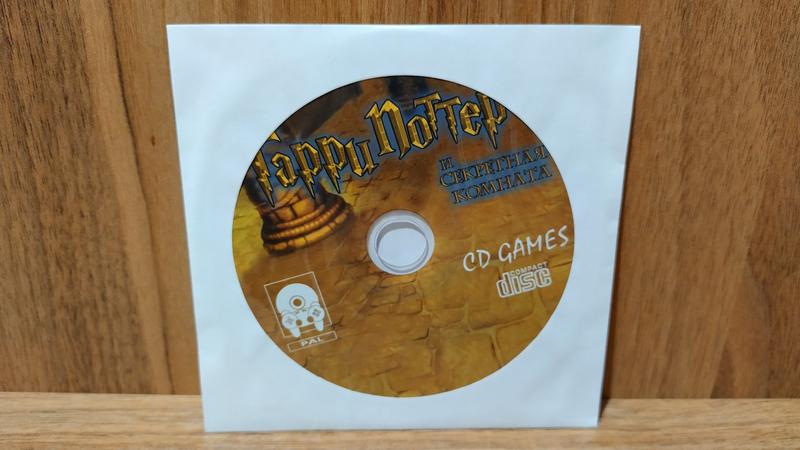 Гарри Поттер
и
СЕКРЕТНАЯ
КОМНАТА
CD GAMES
COMPACT
disc
PAL